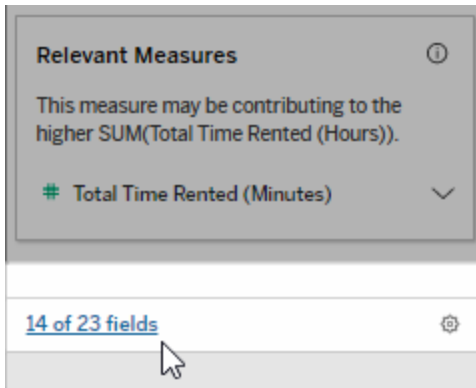 Relevant Measures
This measure may be contributing to the
higher SUM(Total Time Rented (Hours)).
# Total Time Rented (Minutes)
14 of 23 fields